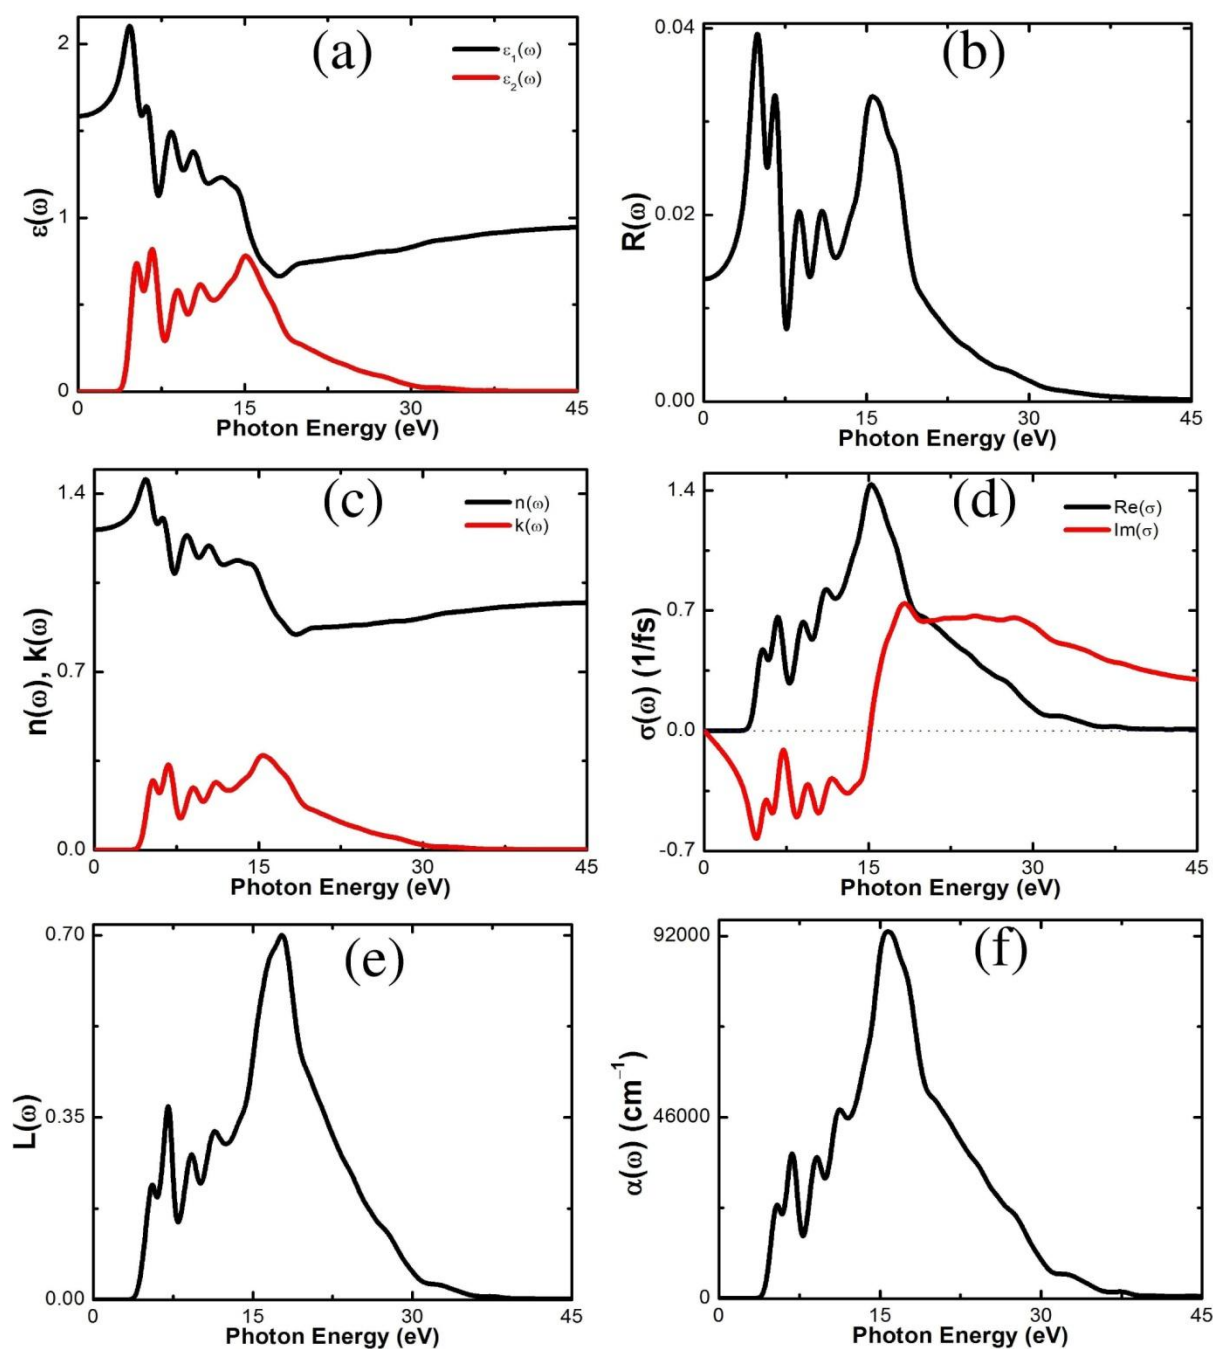 (a)
ε₁(ω)
ε₂(ω)
ε(ω)
2
1
0
0 15 30 45
Photon Energy (eV)
(b)
R(ω)
0.04
0.02
0.00
0 15 30 45
Photon Energy (eV)
(c)
n(ω)
k(ω)
n(ω), k(ω)
1.4
0.7
0.0
0 15 30 45
Photon Energy (eV)
(d)
Re(σ)
Im(σ)
σ(ω) (1/fs)
1.4
0.7
0.0
-0.7
0 15 30 45
Photon Energy (eV)
(e)
L(ω)
0.70
0.35
0.00
0 15 30 45
Photon Energy (eV)
(f)
α(ω) (cm⁻¹)
92000
46000
0
0 15 30 45
Photon Energy (eV)